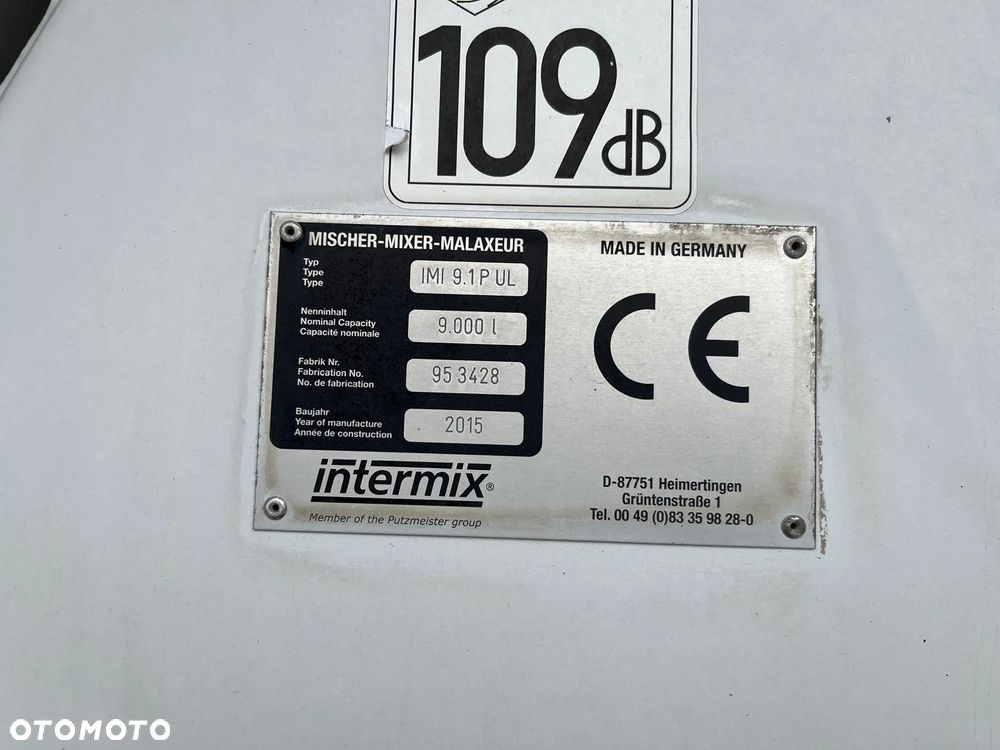 109 dB
MISCHER-MIXER-MALAXEUR
Typ
Type
Type
IMI 9.1 P UL
Nenninhalt
Nominal Capacity
Capacité nominale
9.000 l
Fabrik Nr.
Fabrication No.
No. de fabrication
95 3428
Baujahr
Year of manufacture
Année de construction
2015
intermix®
Member of the Putzmeister group
MADE IN GERMANY
CE
D-87751 Heimertingen
Grüntenstraße 1
Tel. 00 49 (0)83 35 98 28-0
OTOMOTO